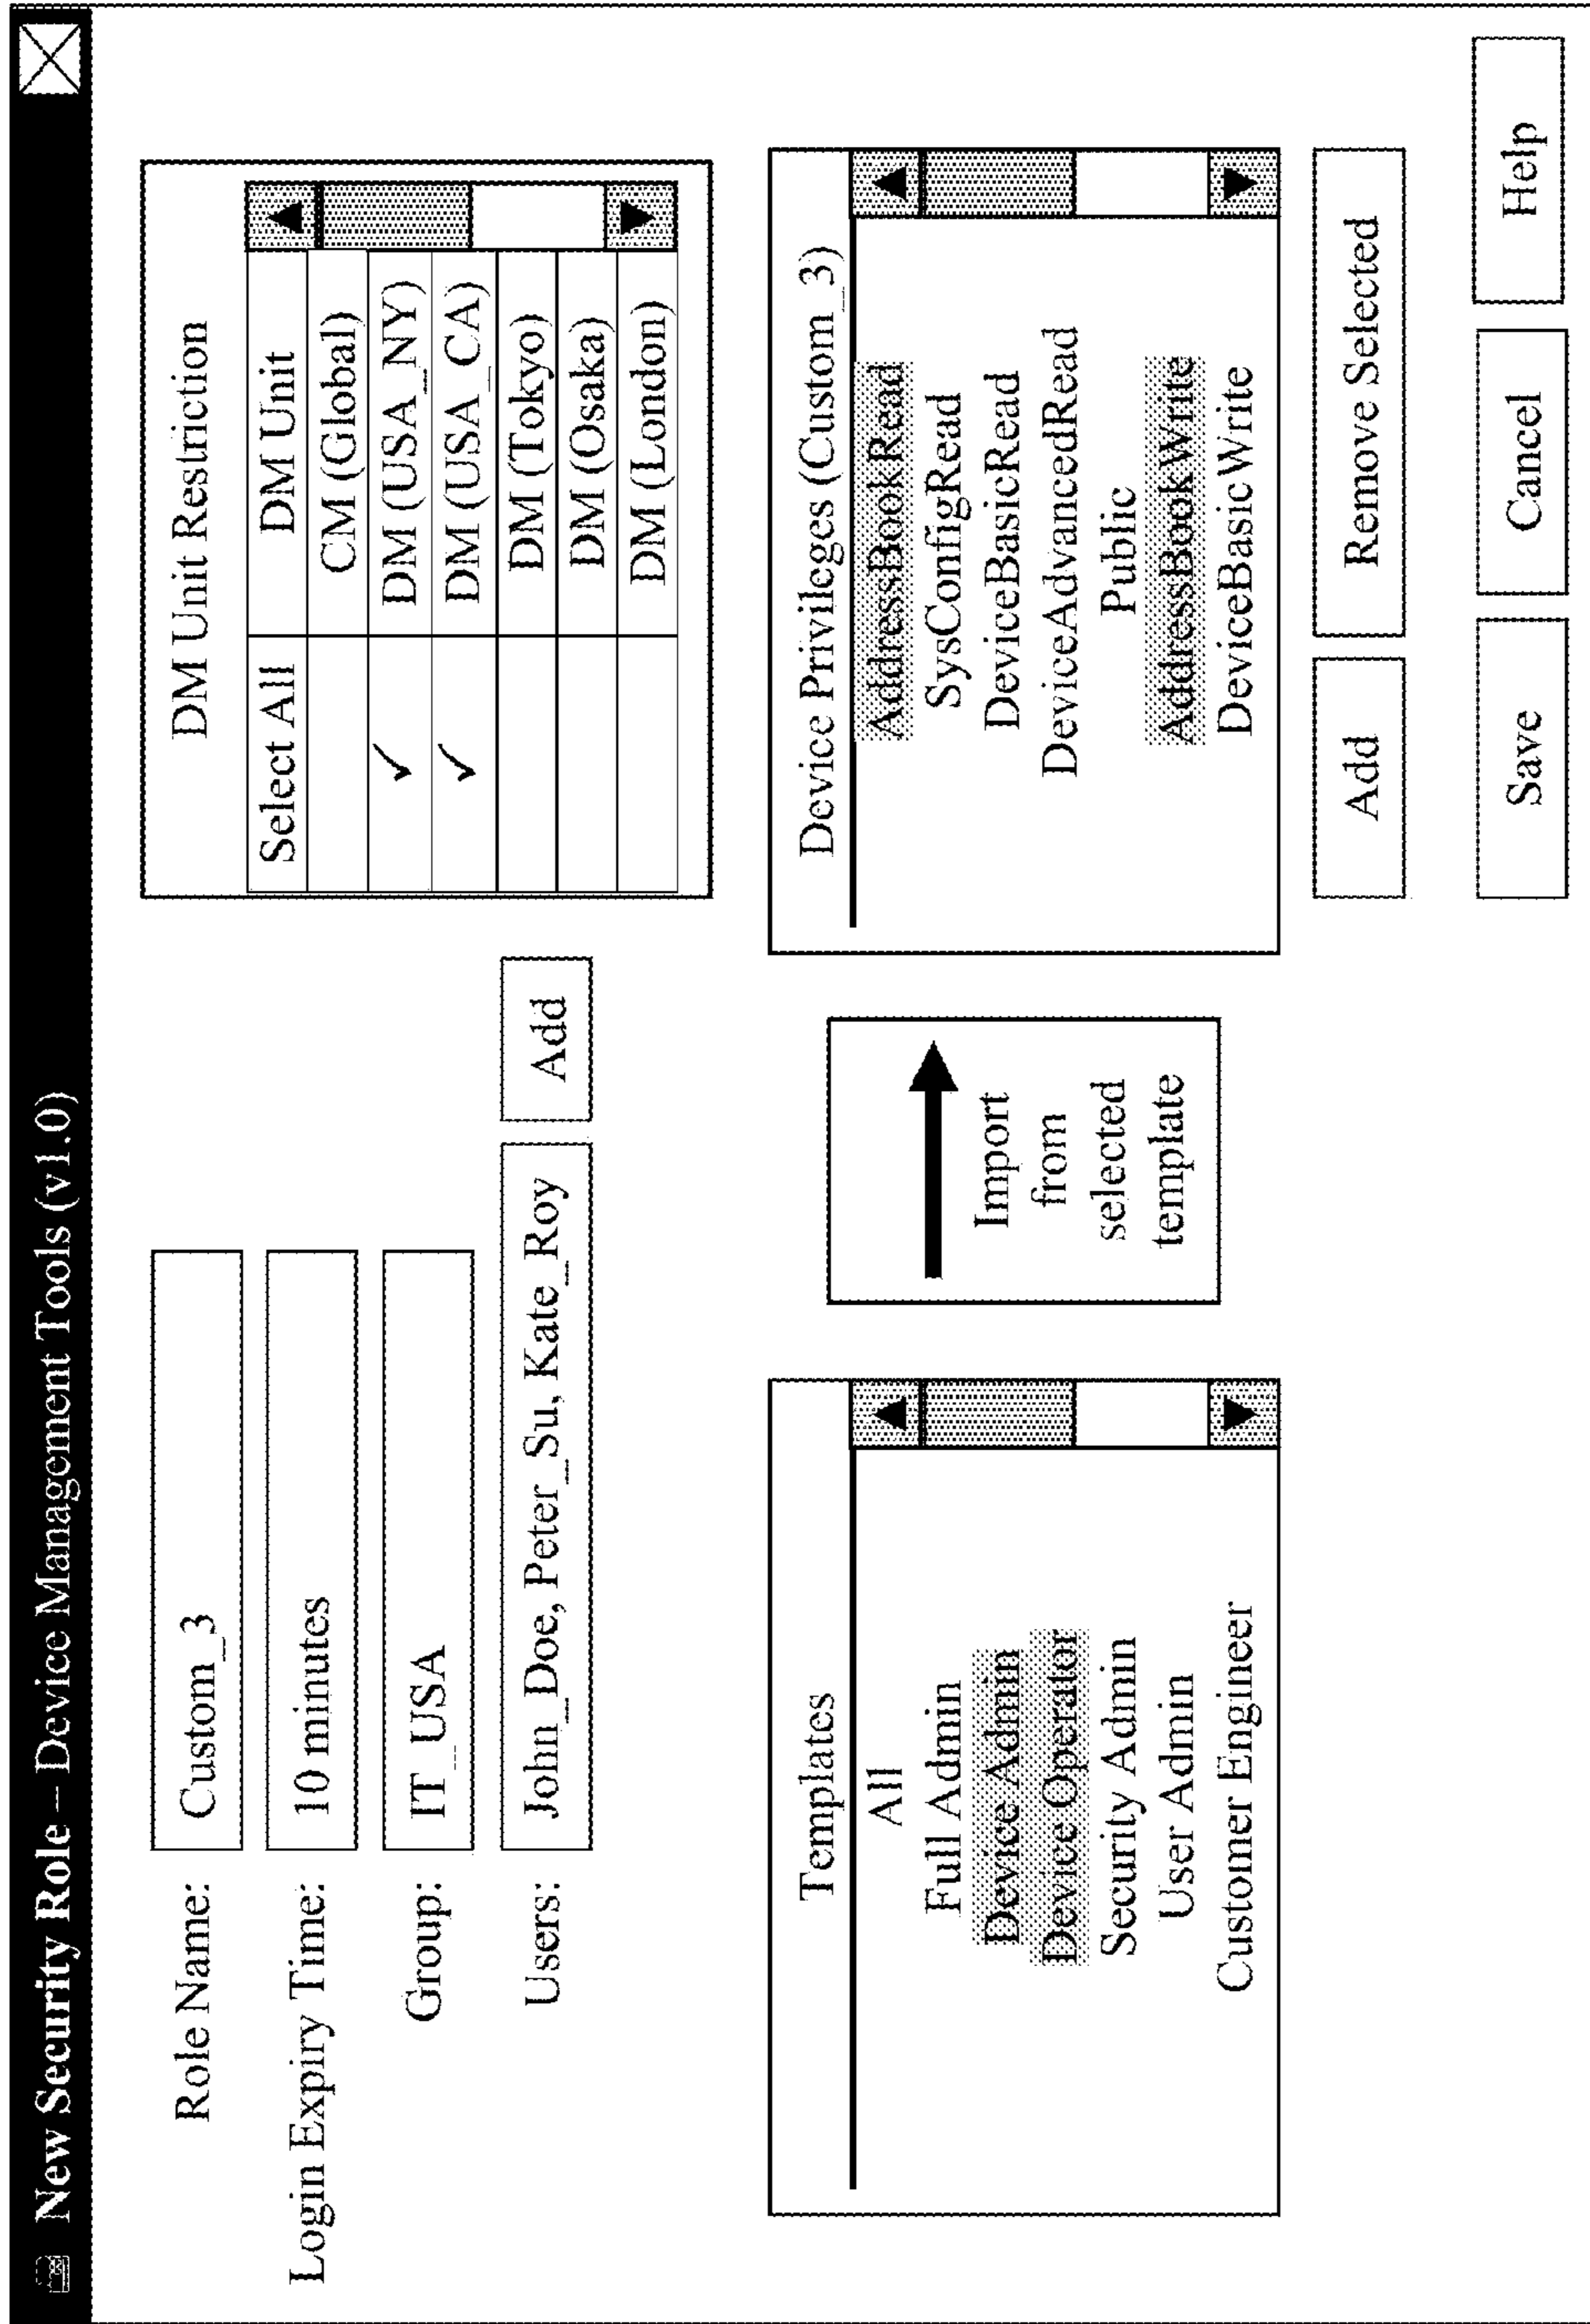 New Security Role – Device Management Tools (v1.0)
Role Name: Custom_3
Login Expiry Time: 10 minutes
Group: IT_USA
Users: John_Doe, Peter_Su, Kate_Roy Add
DM Unit Restriction
Select All DM Unit
CM (Global)
✓ DM (USA_NY)
✓ DM (USA_CA)
DM (Tokyo)
DM (Osaka)
DM (London)
Templates
All
Full Admin
Device Admin
Device Operator
Security Admin
User Admin
Customer Engineer
Import
from
selected
template
Device Privileges (Custom_3)
AddressBookRead
SysConfigRead
DeviceBasicRead
DeviceAdvancedRead
Public
AddressBookWrite
DeviceBasicWrite
Add Remove Selected
Save Cancel Help